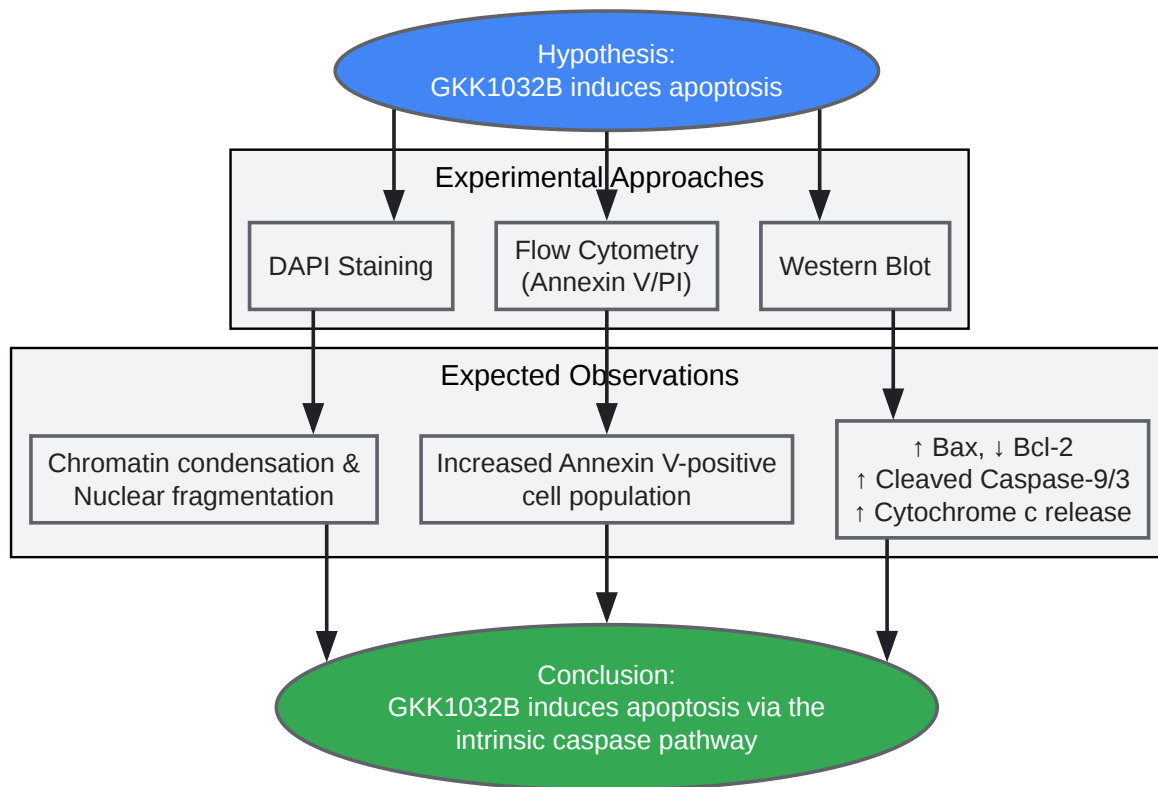 Hypothesis:
GKK1032B induces apoptosis
Experimental Approaches
DAPI Staining
Flow Cytometry
(Annexin V/PI)
Western Blot
Expected Observations
Chromatin condensation &
Nuclear fragmentation
Increased Annexin V-positive
cell population
↑ Bax, ↓ Bcl-2
↑ Cleaved Caspase-9/3
↑ Cytochrome c release
Conclusion:
GKK1032B induces apoptosis via the
intrinsic caspase pathway